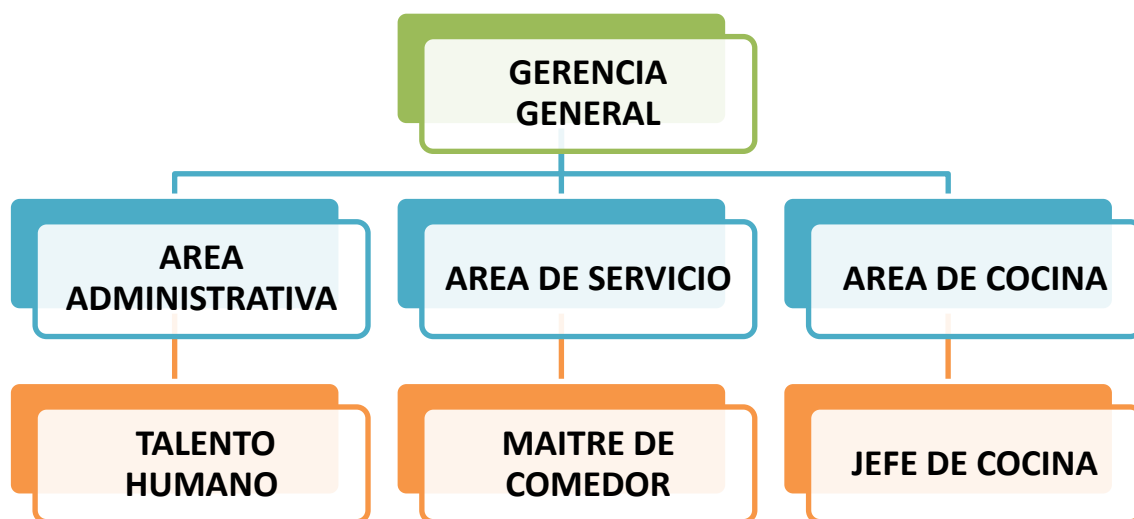 GERENCIA
GENERAL
AREA
ADMINISTRATIVA
AREA DE SERVICIO
AREA DE COCINA
TALENTO
HUMANO
MAITRE DE
COMEDOR
JEFE DE COCINA